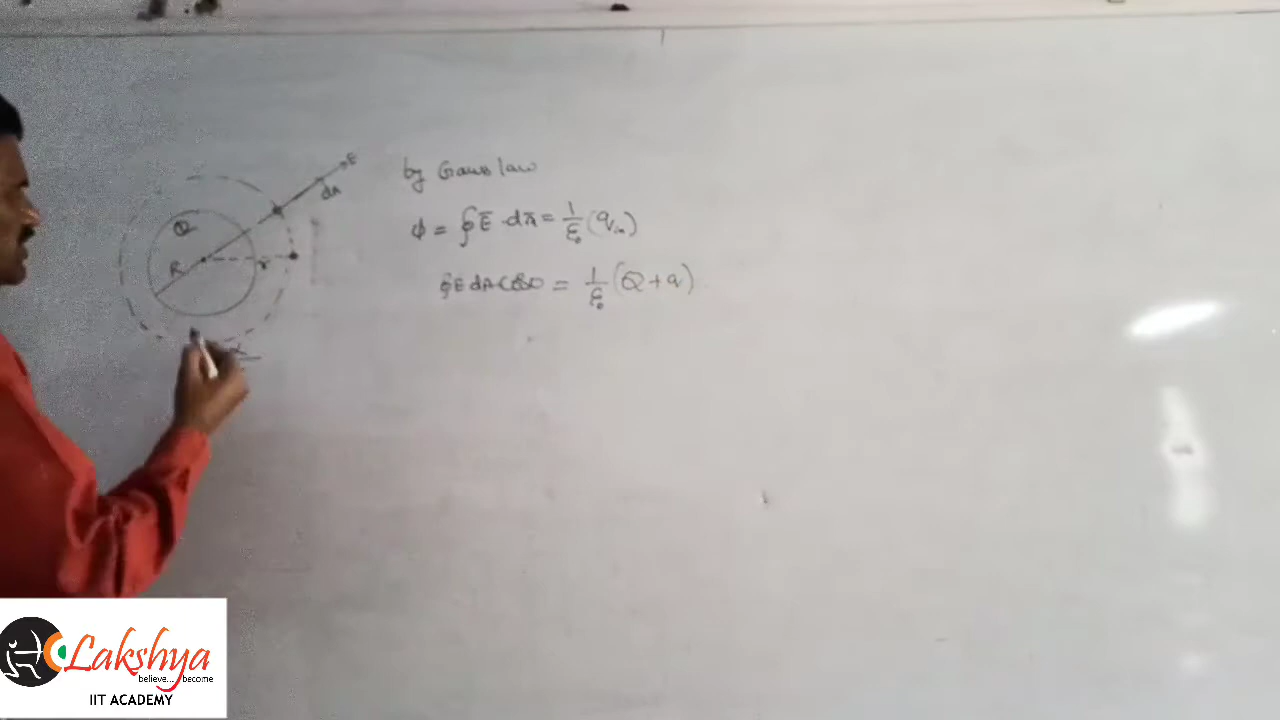 by Gauss law
ϕ = ∮E̅ · dA̅ = 1/ε₀ (qᵢₙ)
∮E dA cos0 = 1/ε₀ (Q+q)
E
dA
Q
R
r
Lakshya
believe... become
IIT ACADEMY